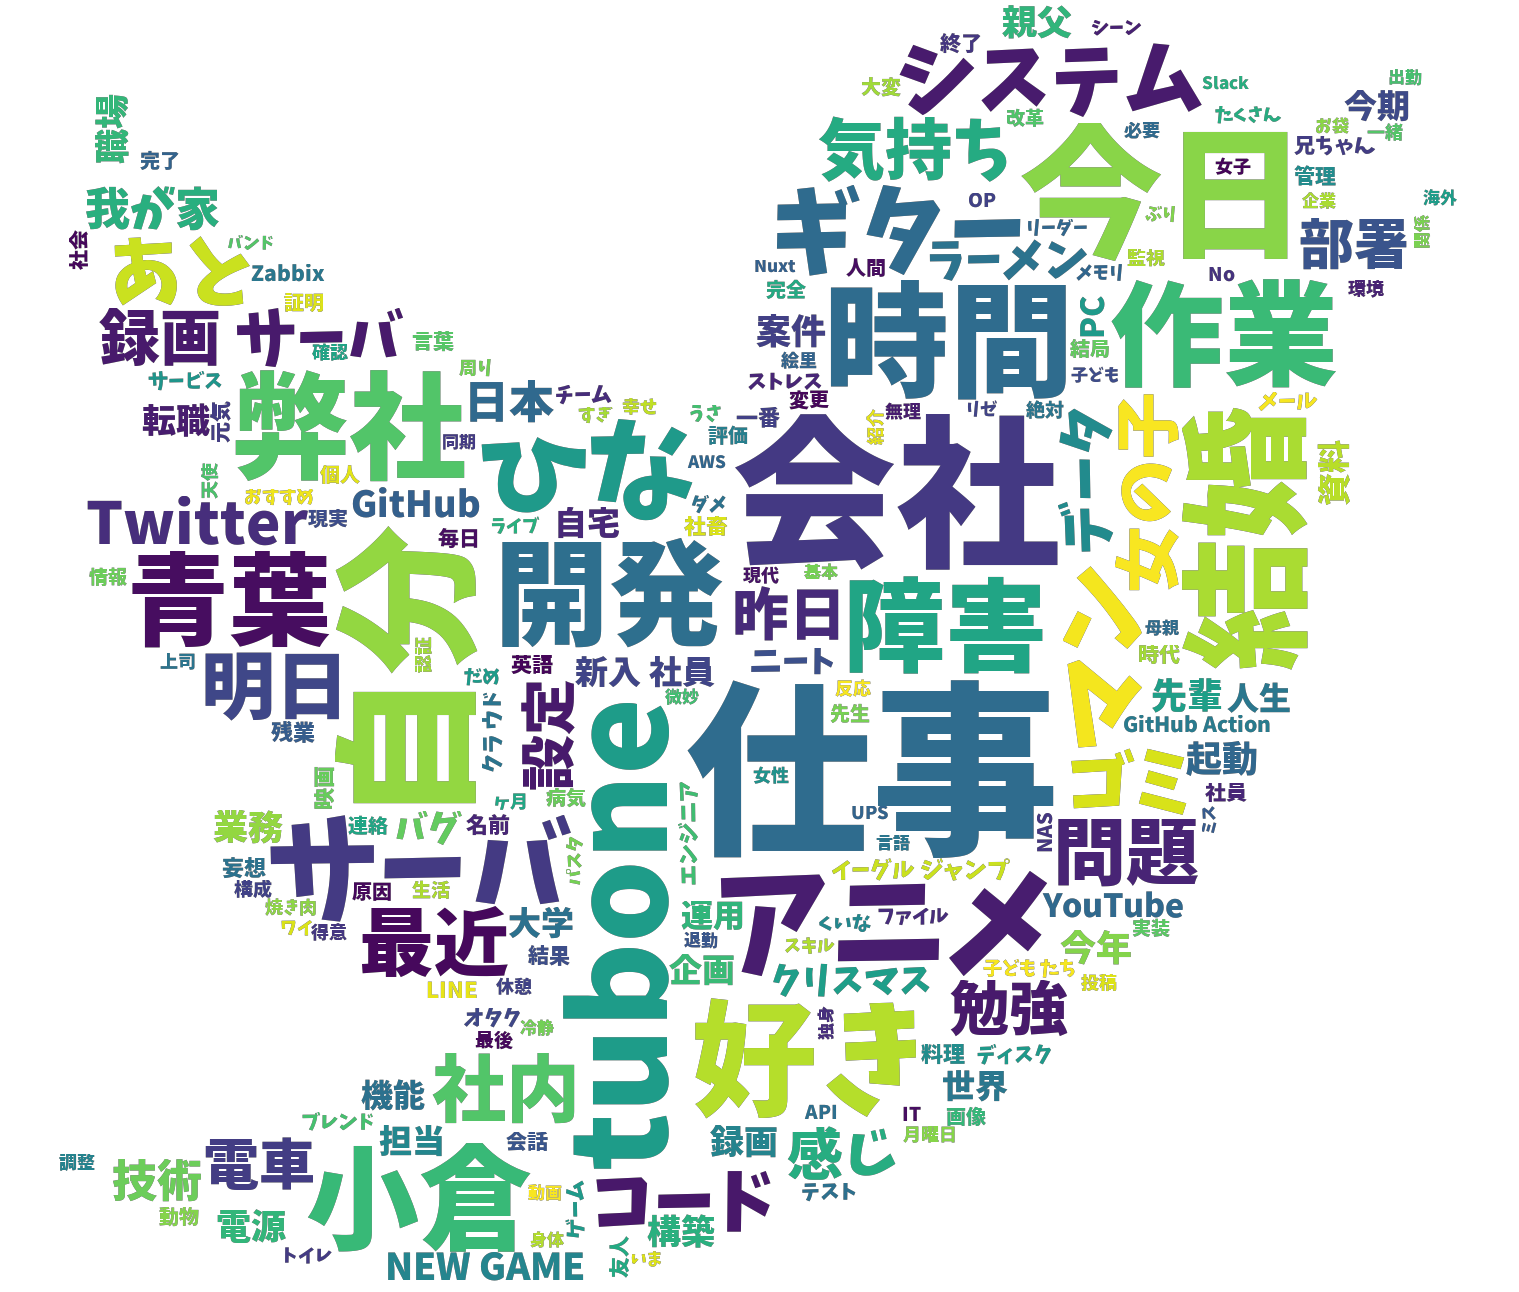 親父
シーン
終了
システム
大変
Slack
出勤
今期
改革
たくさん
お袋
一緒
気持ち
必要
今日
女子
兄ちゃん
管理
企業
海外
職場
完了
我が家
OP
ギター
ぶり
リーダー
部署
関係
社会
バンド
あと
Zabbix
証明
ラーメン
監視
Nuxt
人間
メモリ
No
環境
完全
時間
作業
録画
サーバ
確認
言葉
案件
PC
結局
絵里
子ども
サービス
周り
日本
チーム
ストレス
変更
転職
元気
弊社
すぎ
幸せ
うさ
一番
紹介
無理
リゼ
絶対
メール
同期
ひな
評価
会社
データ
女の子
結婚
資料
天使
個人
AWS
おすすめ
GitHub
ライブ
自宅
ダメ
社畜
Twitter
現実
毎日
情報
青葉
自分
開発
現代
基本
昨日
障害
マン
母親
時代
上司
明日
認証
英語
新入 社員
ニート
だめ
微妙
反応
先生
先輩
人生
残業
クラウド
設定
tubone
仕事
女性
GitHub Action
ゴミ
起動
社員
映画
ヶ月
病気
エンジニア
UPS
言語
NAS
ミス
業務
サーバ
連絡
バグ
名前
パスタ
問題
妄想
構成
原因
生活
イーグル ジャンプ
焼き肉
ワイ
得意
最近
大学
結果
運用
退勤
アニメ
くいな
ファイル
スキル
YouTube
実装
今年
LINE
休憩
企画
クリスマス
子どもたち
投稿
オタク
冷静
最後
好き
独身
勉強
料理
ディスク
機能
社内
世界
API
IT
画像
月曜日
ブレンド
担当
会話
録画
感じ
テスト
調整
技術
電車
小倉
動画
ゲーム
コード
動物
電源
構築
トイレ
身体
友人
いま
NEW GAME